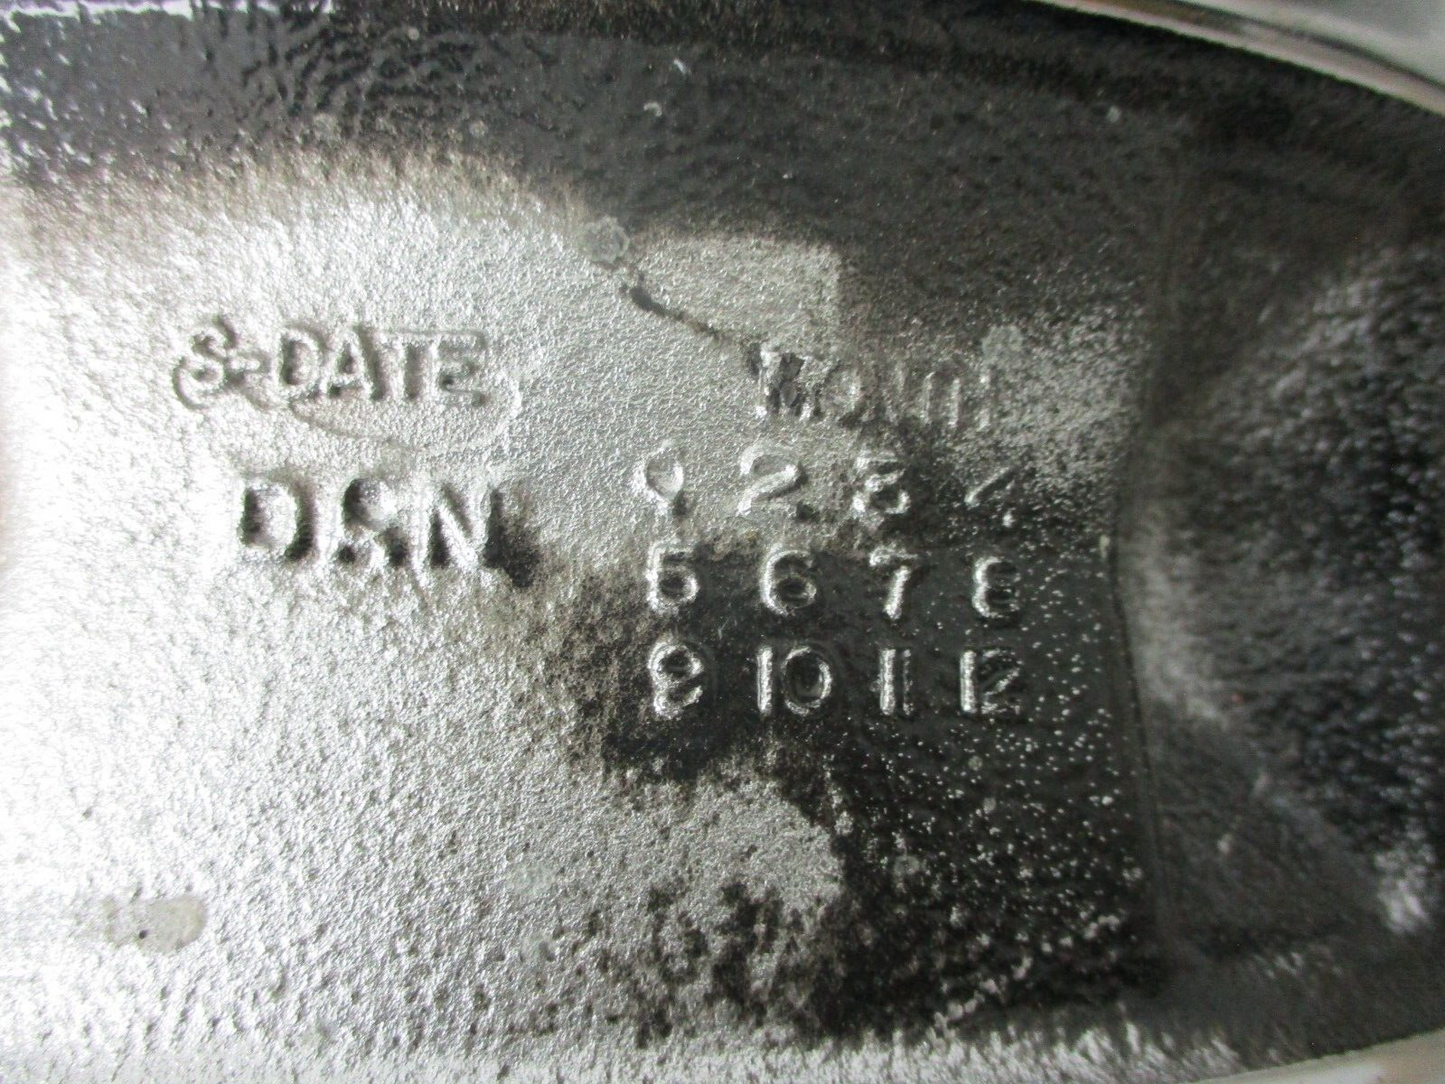 S-DATE
MONTH
DSN
1 2 3 4
5 6 7 8
9 10 11 12